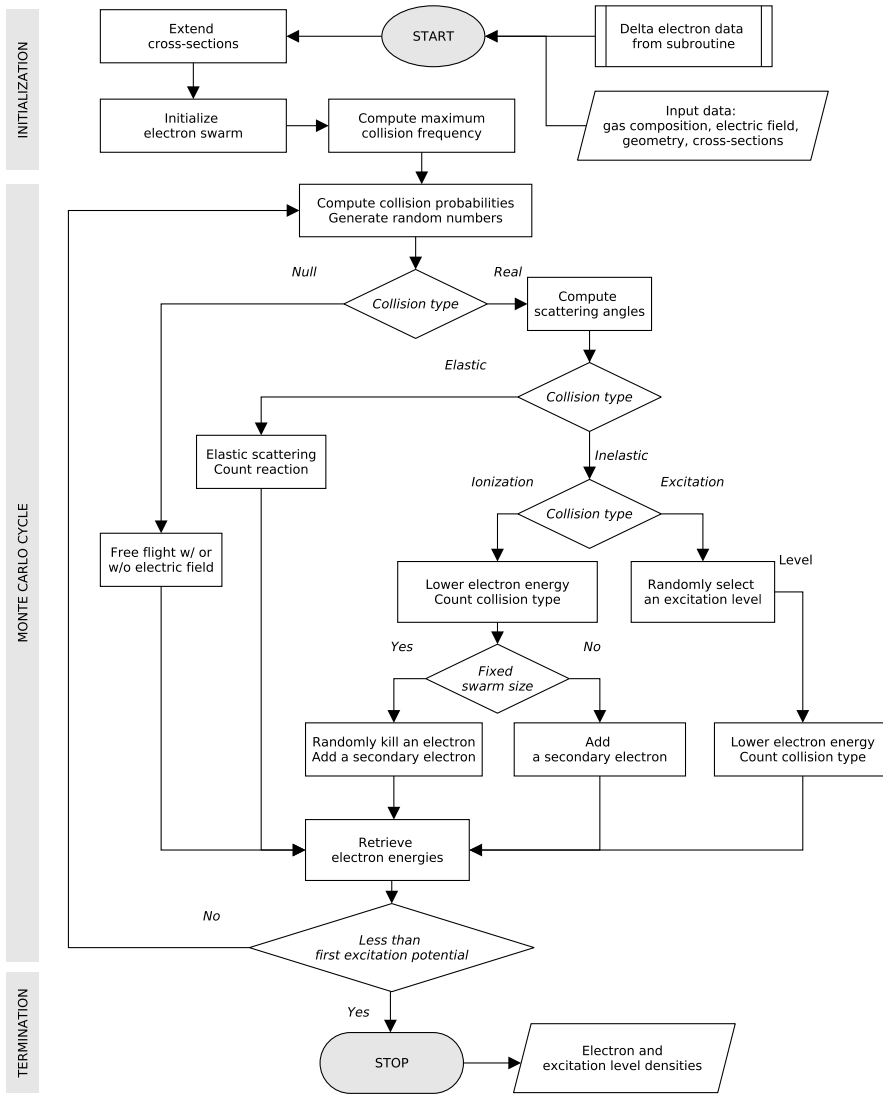 INITIALIZATION
Extend
cross-sections
START
Delta electron data
from subroutine
Initialize
electron swarm
Compute maximum
collision frequency
Input data:
gas composition, electric field,
geometry, cross-sections
MONTE CARLO CYCLE
Compute collision probabilities
Generate random numbers
Null
Real
Collision type
Compute
scattering angles
Elastic
Collision type
Elastic scattering
Count reaction
Inelastic
Ionization
Excitation
Collision type
Free flight w/ or
w/o electric field
Lower electron energy
Count collision type
Randomly select
an excitation level
Level
Yes
No
Fixed
swarm size
Randomly kill an electron
Add a secondary electron
Add
a secondary electron
Lower electron energy
Count collision type
Retrieve
electron energies
No
Less than
first excitation potential
TERMINATION
Yes
STOP
Electron and
excitation level densities